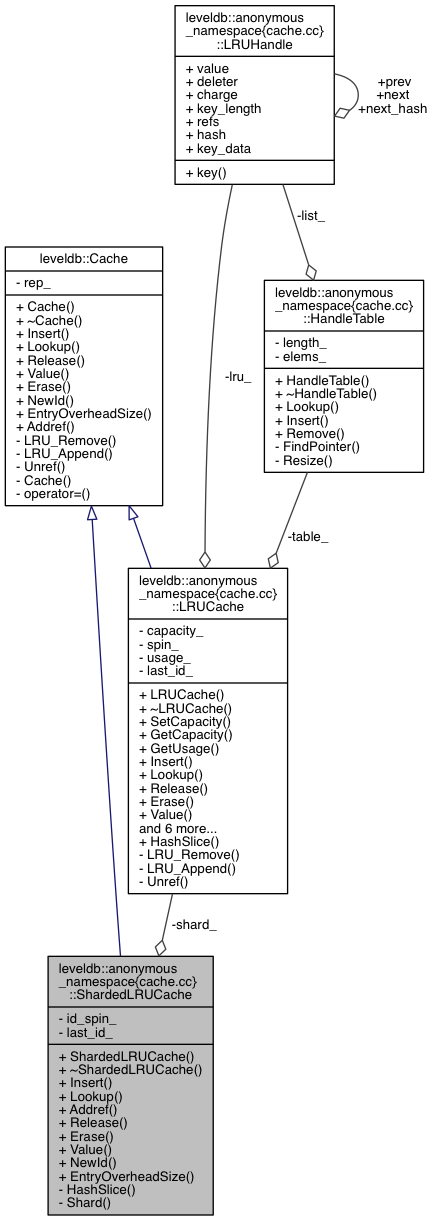 leveldb::anonymous
_namespace{cache.cc}
::LRUHandle
+ value
+ deleter
+ charge
+ key_length
+ refs
+ hash
+ key_data
+ key()
+prev
+next
+next_hash
-list_
leveldb::Cache
- rep_
+ Cache()
+ ~Cache()
+ Insert()
+ Lookup()
+ Release()
+ Value()
+ Erase()
+ NewId()
+ EntryOverheadSize()
+ Addref()
- LRU_Remove()
- LRU_Append()
- Unref()
- Cache()
- operator=()
-lru_
leveldb::anonymous
_namespace{cache.cc}
::HandleTable
- length_
- elems_
+ HandleTable()
+ ~HandleTable()
+ Lookup()
+ Insert()
+ Remove()
- FindPointer()
- Resize()
-table_
leveldb::anonymous
_namespace{cache.cc}
::LRUCache
- capacity_
- spin_
- usage_
- last_id_
+ LRUCache()
+ ~LRUCache()
+ SetCapacity()
+ GetCapacity()
+ GetUsage()
+ Insert()
+ Lookup()
+ Release()
+ Erase()
+ Value()
and 6 more...
+ HashSlice()
- LRU_Remove()
- LRU_Append()
- Unref()
-shard_
leveldb::anonymous
_namespace{cache.cc}
::ShardedLRUCache
- id_spin_
- last_id_
+ ShardedLRUCache()
+ ~ShardedLRUCache()
+ Insert()
+ Lookup()
+ Addref()
+ Release()
+ Erase()
+ Value()
+ NewId()
+ EntryOverheadSize()
- HashSlice()
- Shard()